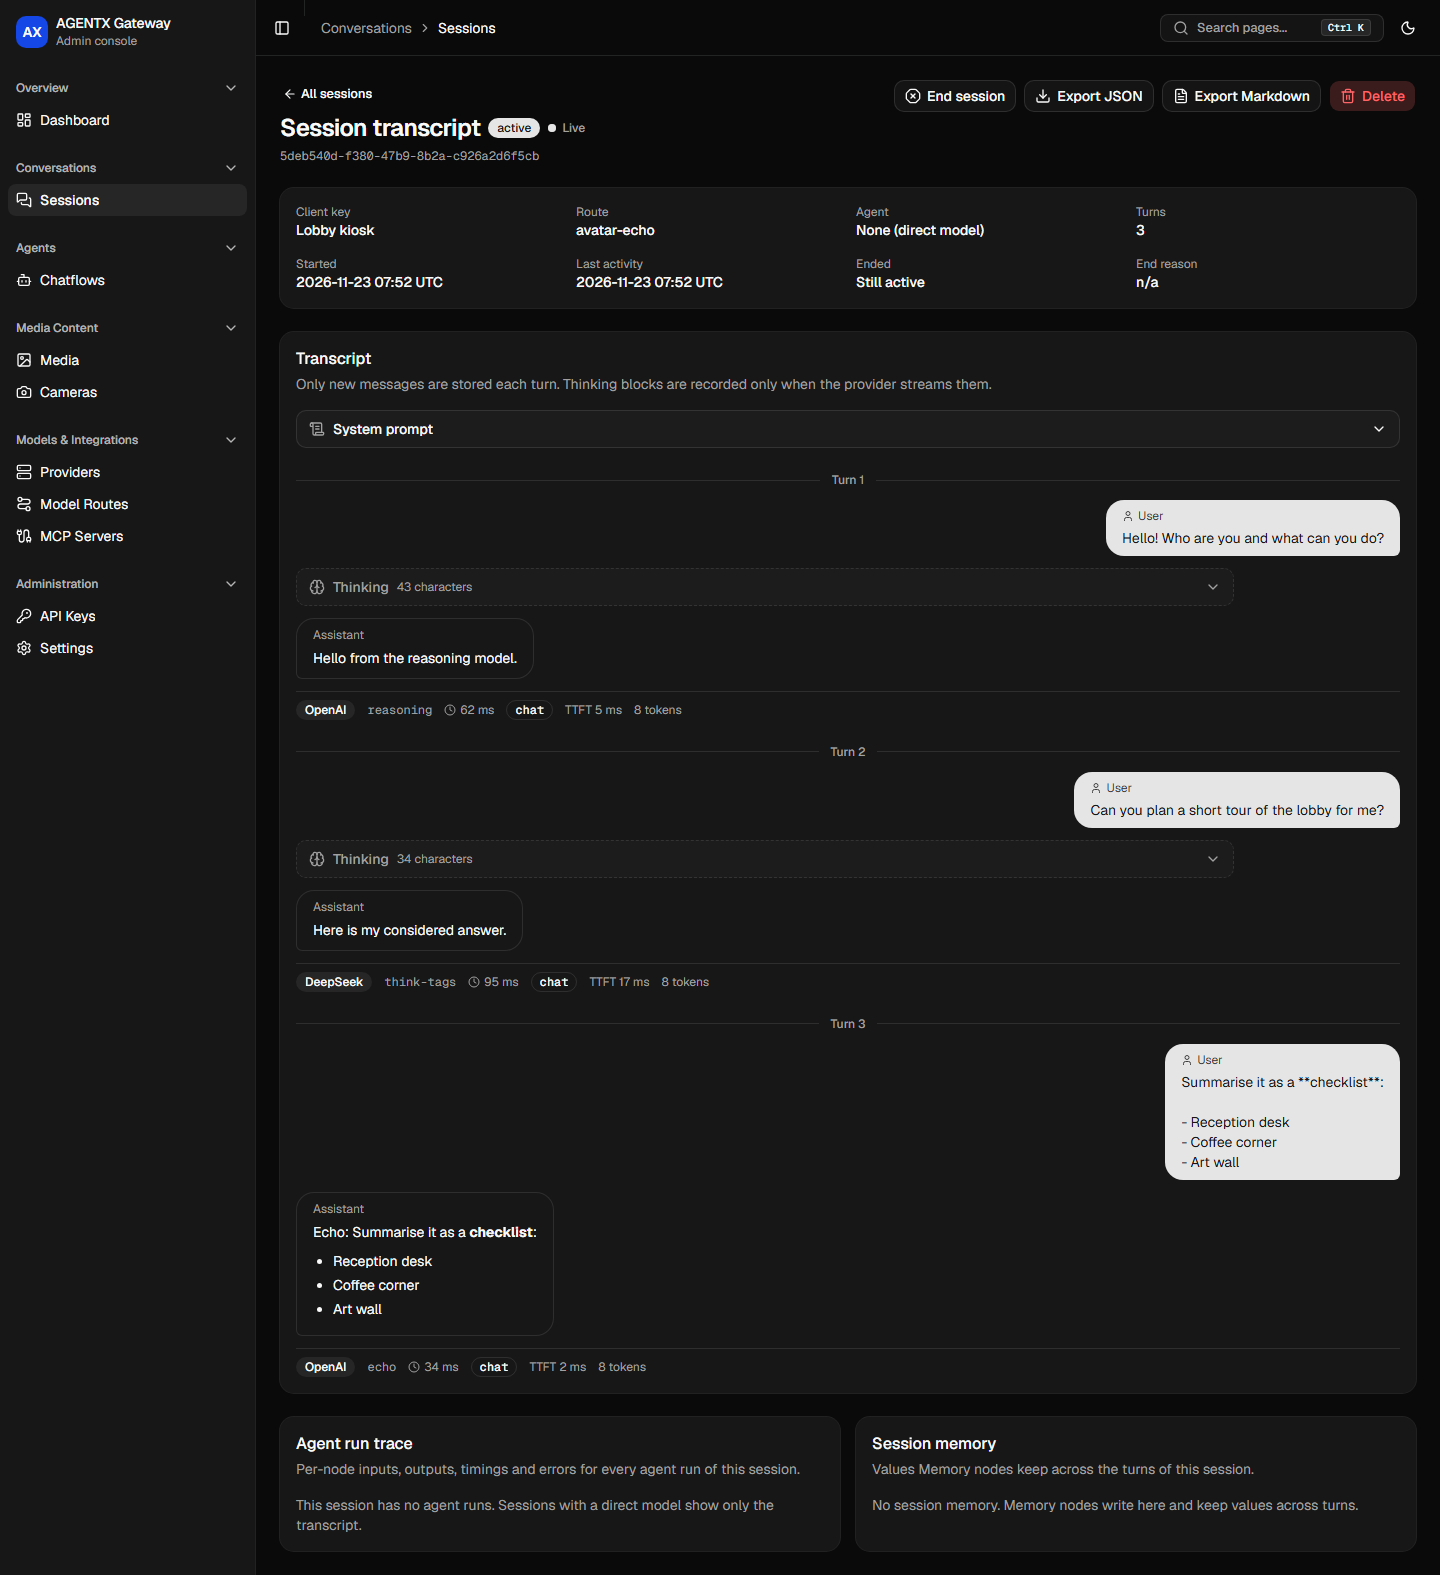 AX
AGENTX Gateway
Admin console
Overview
Dashboard
Conversations
Sessions
Agents
Chatflows
Media Content
Media
Cameras
Models & Integrations
Providers
Model Routes
MCP Servers
Administration
API Keys
Settings
Conversations > Sessions
Search pages... Ctrl K
← All sessions
End session
Export JSON
Export Markdown
Delete
Session transcript active Live
5deb540d-f380-47b9-8b2a-c926a2d6f5cb
Client key Route Agent Turns
Lobby kiosk avatar-echo None (direct model) 3
Started Last activity Ended End reason
2026-11-23 07:52 UTC 2026-11-23 07:52 UTC Still active n/a
Transcript
Only new messages are stored each turn. Thinking blocks are recorded only when the provider streams them.
System prompt
Turn 1
User
Hello! Who are you and what can you do?
Thinking 43 characters
Assistant
Hello from the reasoning model.
OpenAI reasoning 62 ms chat TTFT 5 ms 8 tokens
Turn 2
User
Can you plan a short tour of the lobby for me?
Thinking 34 characters
Assistant
Here is my considered answer.
DeepSeek think-tags 95 ms chat TTFT 17 ms 8 tokens
Turn 3
User
Summarise it as a **checklist**:
- Reception desk
- Coffee corner
- Art wall
Assistant
Echo: Summarise it as a checklist:
• Reception desk
• Coffee corner
• Art wall
OpenAI echo 34 ms chat TTFT 2 ms 8 tokens
Agent run trace
Per-node inputs, outputs, timings and errors for every agent run of this session.
This session has no agent runs. Sessions with a direct model show only the
transcript.
Session memory
Values Memory nodes keep across the turns of this session.
No session memory. Memory nodes write here and keep values across turns.